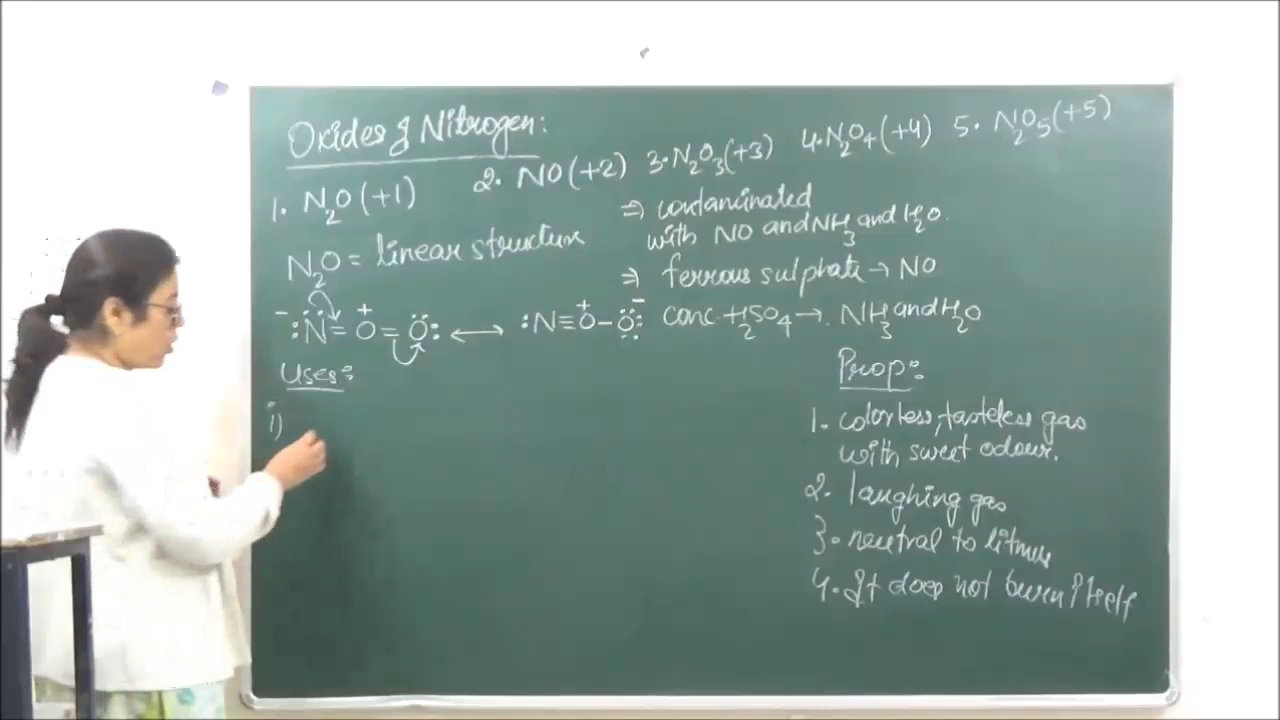 Oxides of Nitrogen:
1. N₂O (+1) 2. NO (+2) 3. N₂O₃ (+3) 4. N₂O₄ (+4) 5. N₂O₅ (+5)
N₂O = linear structure
⇒ contaminated
with NO and NH₃ and H₂O.
⇒ ferrous sulphate → NO
conc. H₂SO₄ → NH₃ and H₂O
⁻:N̈ = O⁺ = Ö: ⟷ :N≡O⁺–Ö:⁻
Uses:
i)
Prop:
1. colorless, tasteless gas
with sweet odour.
2. laughing gas
3. neutral to litmus
4. It does not burn itself